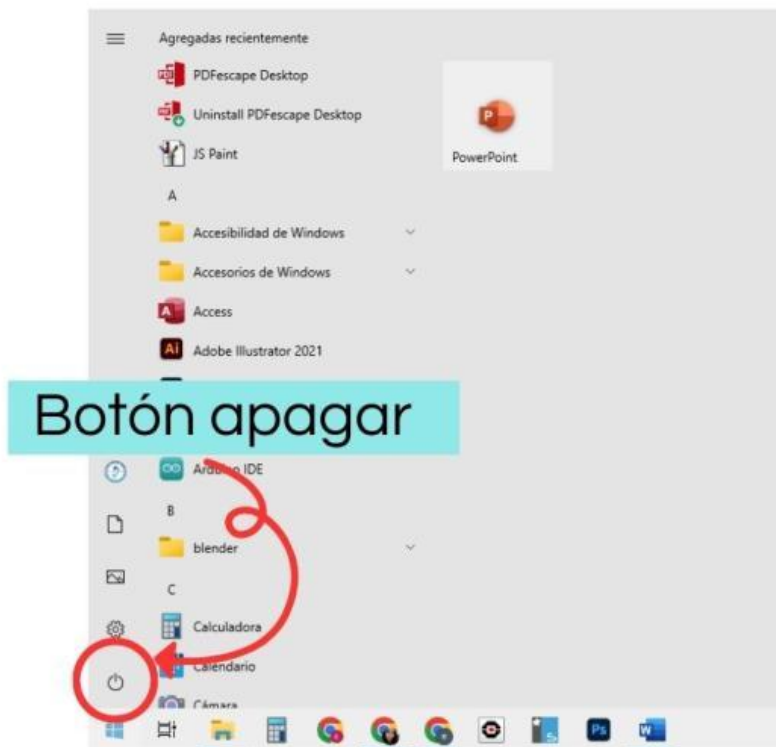 Agregadas recientemente
PDFescape Desktop
Uninstall PDFescape Desktop
JS Paint
PowerPoint
A
Accesibilidad de Windows
Accesorios de Windows
Access
Adobe Illustrator 2021
Botón apagar
Arduino IDE
B
blender
C
Calculadora
Calendario
Cámara